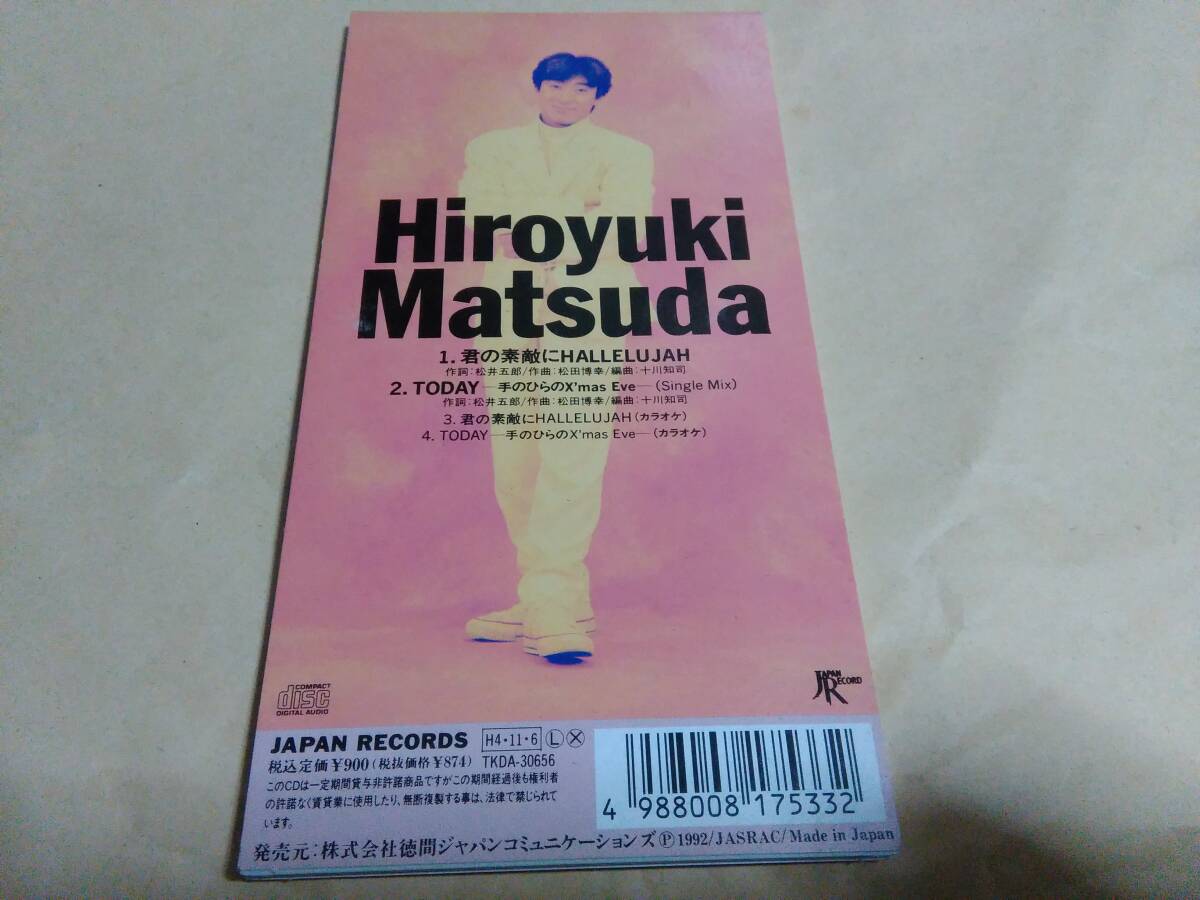 Hiroyuki
Matsuda
1. 君の素敵にHALLELUJAH
作詞:松井五郎/作曲:松田博幸/編曲:十川知司
2. TODAY—手のひらのX'mas Eve—(Single Mix)
作詞:松井五郎/作曲:松田博幸/編曲:十川知司
3. 君の素敵にHALLELUJAH(カラオケ)
4. TODAY—手のひらのX'mas Eve—(カラオケ)
COMPACT
disc
DIGITAL AUDIO
JAPAN
RECORD
JAPAN RECORDS H4・11・6 Ⓛ Ⓧ
税込定価¥900(税抜価格¥874) TKDA-30656
このCDは一定期間貸与非許諾商品ですがこの期間経過後も権利者
の許諾なく賃貸業に使用したり、無断複製する事は、法律で禁じられて
います。
4 988008 175332
発売元:株式会社徳間ジャパンコミュニケーションズⓅ1992/JASRAC/Made in Japan